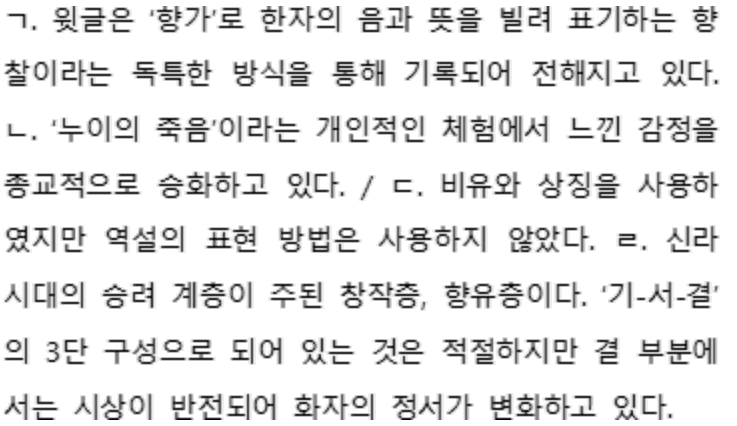 ㄱ. 윗글은 ‘향가’로 한자의 음과 뜻을 빌려 표기하는 향
찰이라는 독특한 방식을 통해 기록되어 전해지고 있다.
ㄴ. ‘누이의 죽음’이라는 개인적인 체험에서 느낀 감정을
종교적으로 승화하고 있다. / ㄷ. 비유와 상징을 사용하
였지만 역설의 표현 방법은 사용하지 않았다. ㄹ. 신라
시대의 승려 계층이 주된 창작층, 향유층이다. ‘기-서-결’
의 3단 구성으로 되어 있는 것은 적절하지만 결 부분에
서는 시상이 반전되어 화자의 정서가 변화하고 있다.